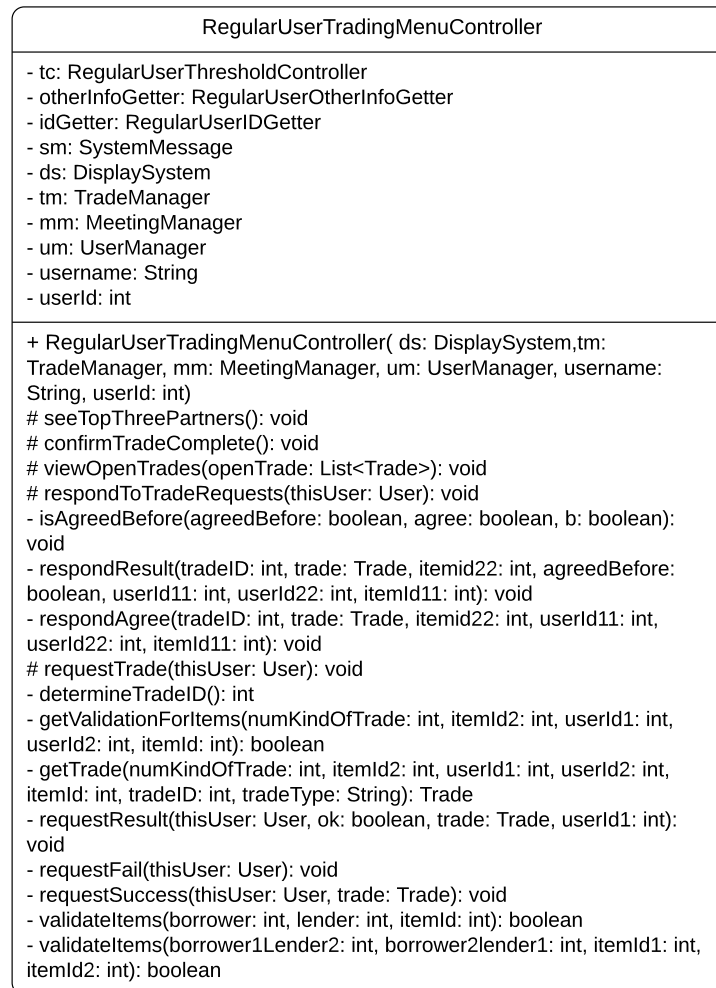 RegularUserTradingMenuController
- tc: RegularUserThresholdController
- otherInfoGetter: RegularUserOtherInfoGetter
- idGetter: RegularUserIDGetter
- sm: SystemMessage
- ds: DisplaySystem
- tm: TradeManager
- mm: MeetingManager
- um: UserManager
- username: String
- userId: int
+ RegularUserTradingMenuController( ds: DisplaySystem,tm:
TradeManager, mm: MeetingManager, um: UserManager, username:
String, userId: int)
# seeTopThreePartners(): void
# confirmTradeComplete(): void
# viewOpenTrades(openTrade: List<Trade>): void
# respondToTradeRequests(thisUser: User): void
- isAgreedBefore(agreedBefore: boolean, agree: boolean, b: boolean):
void
- respondResult(tradeID: int, trade: Trade, itemid22: int, agreedBefore:
boolean, userId11: int, userId22: int, itemId11: int): void
- respondAgree(tradeID: int, trade: Trade, itemid22: int, userId11: int,
userId22: int, itemId11: int): void
# requestTrade(thisUser: User): void
- determineTradeID(): int
- getValidationForItems(numKindOfTrade: int, itemId2: int, userId1: int,
userId2: int, itemId: int): boolean
- getTrade(numKindOfTrade: int, itemId2: int, userId1: int, userId2: int,
itemId: int, tradeID: int, tradeType: String): Trade
- requestResult(thisUser: User, ok: boolean, trade: Trade, userId1: int):
void
- requestFail(thisUser: User): void
- requestSuccess(thisUser: User, trade: Trade): void
- validateItems(borrower: int, lender: int, itemId: int): boolean
- validateItems(borrower1Lender2: int, borrower2lender1: int, itemId1: int,
itemId2: int): boolean